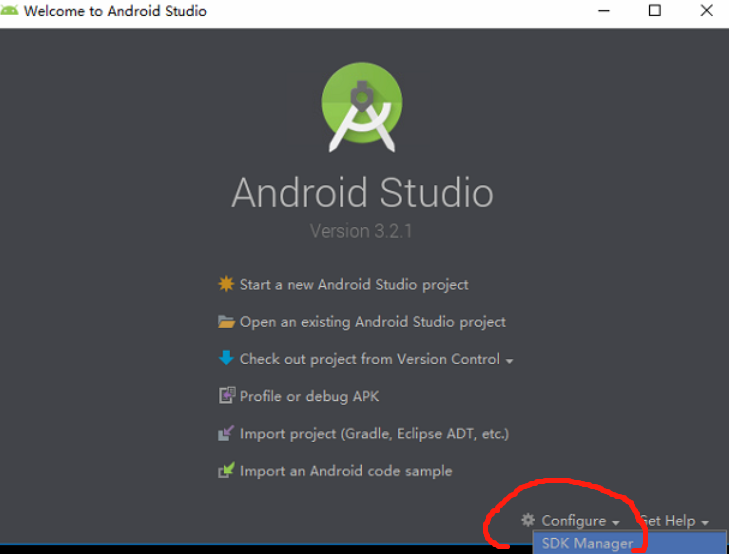 Welcome to Android Studio
Android Studio
Version 3.2.1
Start a new Android Studio project
Open an existing Android Studio project
Check out project from Version Control
Profile or debug APK
Import project (Gradle, Eclipse ADT, etc.)
Import an Android code sample
Configure Get Help
SDK Manager